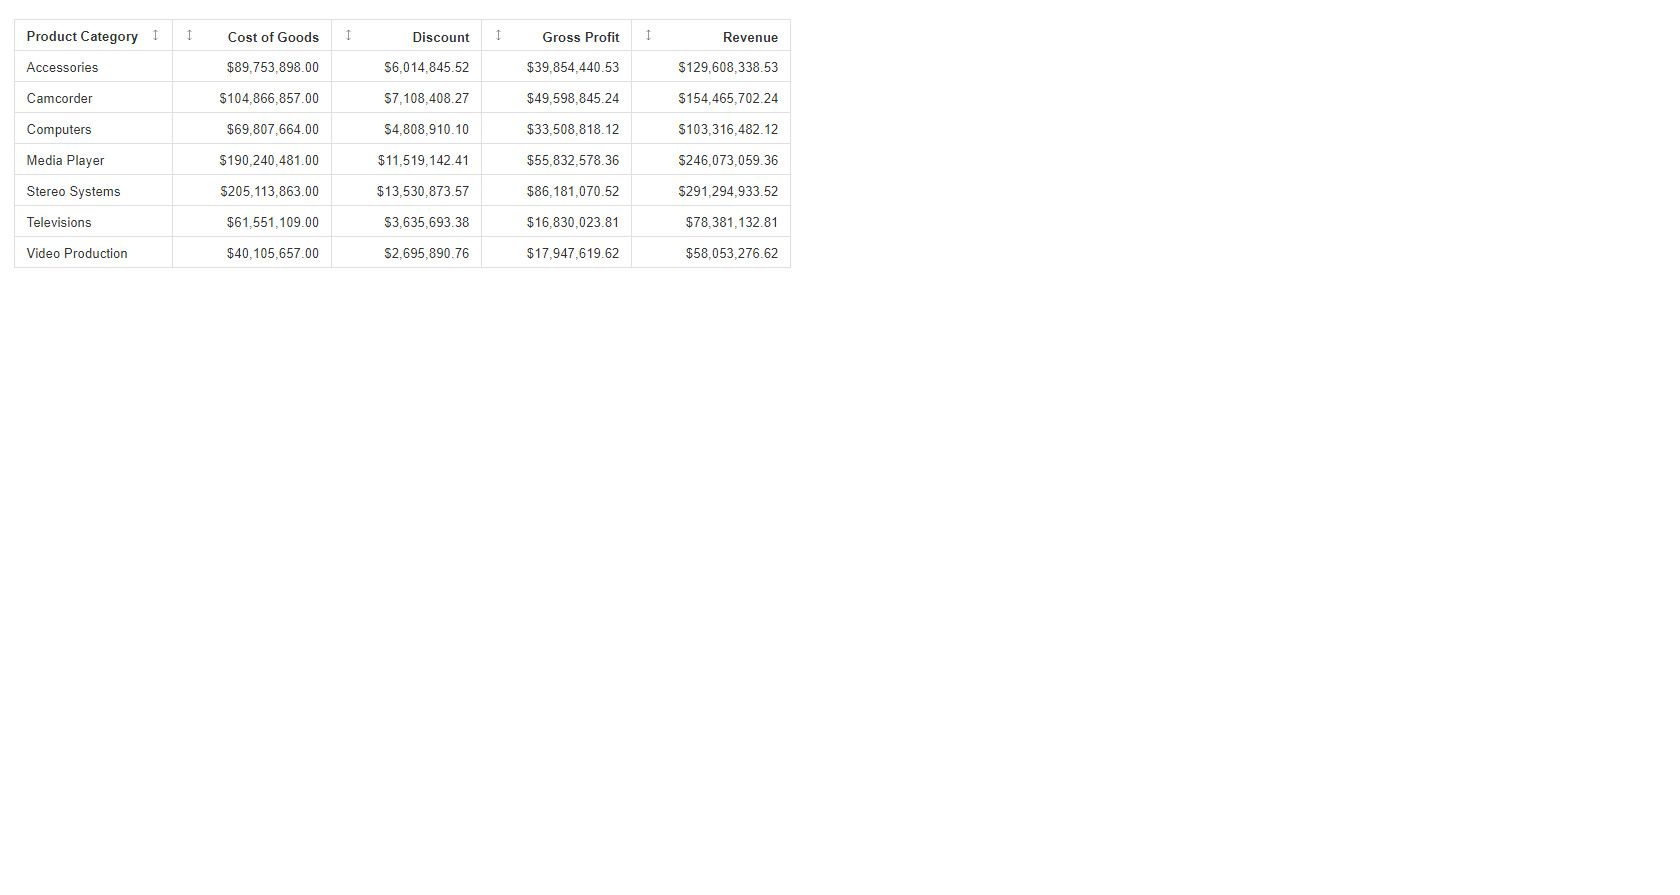 Product Category ↕ ↕ Cost of Goods ↕ Discount ↕ Gross Profit ↕ Revenue
Accessories $89,753,898.00 $6,014,845.52 $39,854,440.53 $129,608,338.53
Camcorder $104,866,857.00 $7,108,408.27 $49,598,845.24 $154,465,702.24
Computers $69,807,664.00 $4,808,910.10 $33,508,818.12 $103,316,482.12
Media Player $190,240,481.00 $11,519,142.41 $55,832,578.36 $246,073,059.36
Stereo Systems $205,113,863.00 $13,530,873.57 $86,181,070.52 $291,294,933.52
Televisions $61,551,109.00 $3,635,693.38 $16,830,023.81 $78,381,132.81
Video Production $40,105,657.00 $2,695,890.76 $17,947,619.62 $58,053,276.62